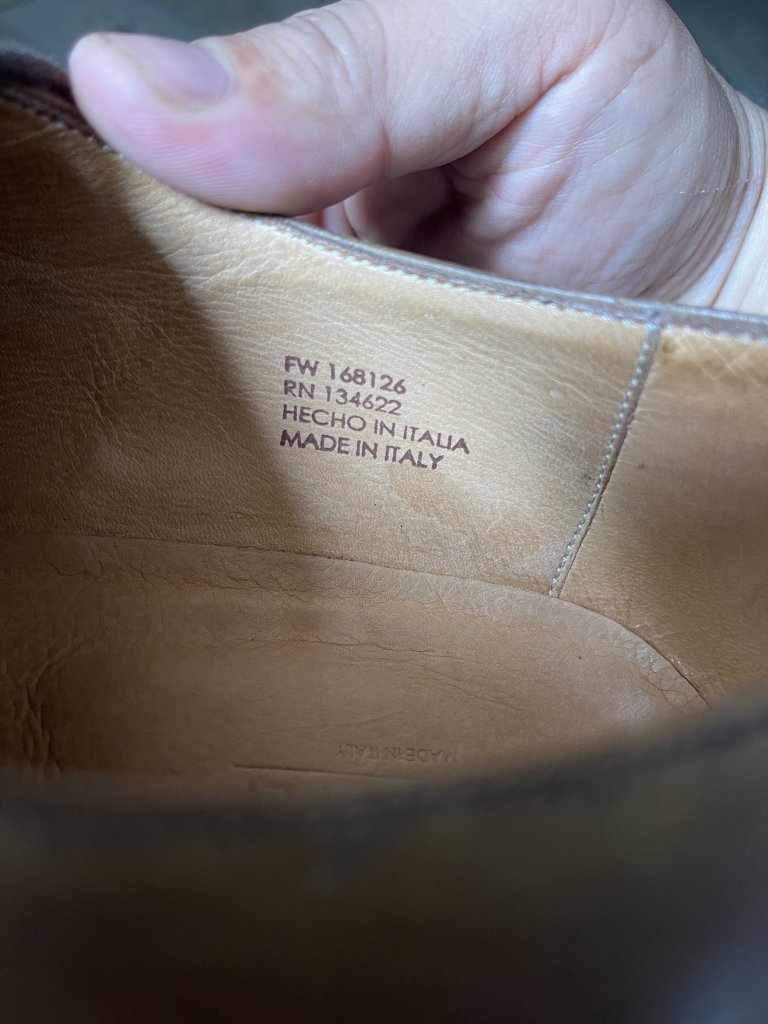 FW 168126
RN 134622
HECHO IN ITALIA
MADE IN ITALY
MADE IN ITALY